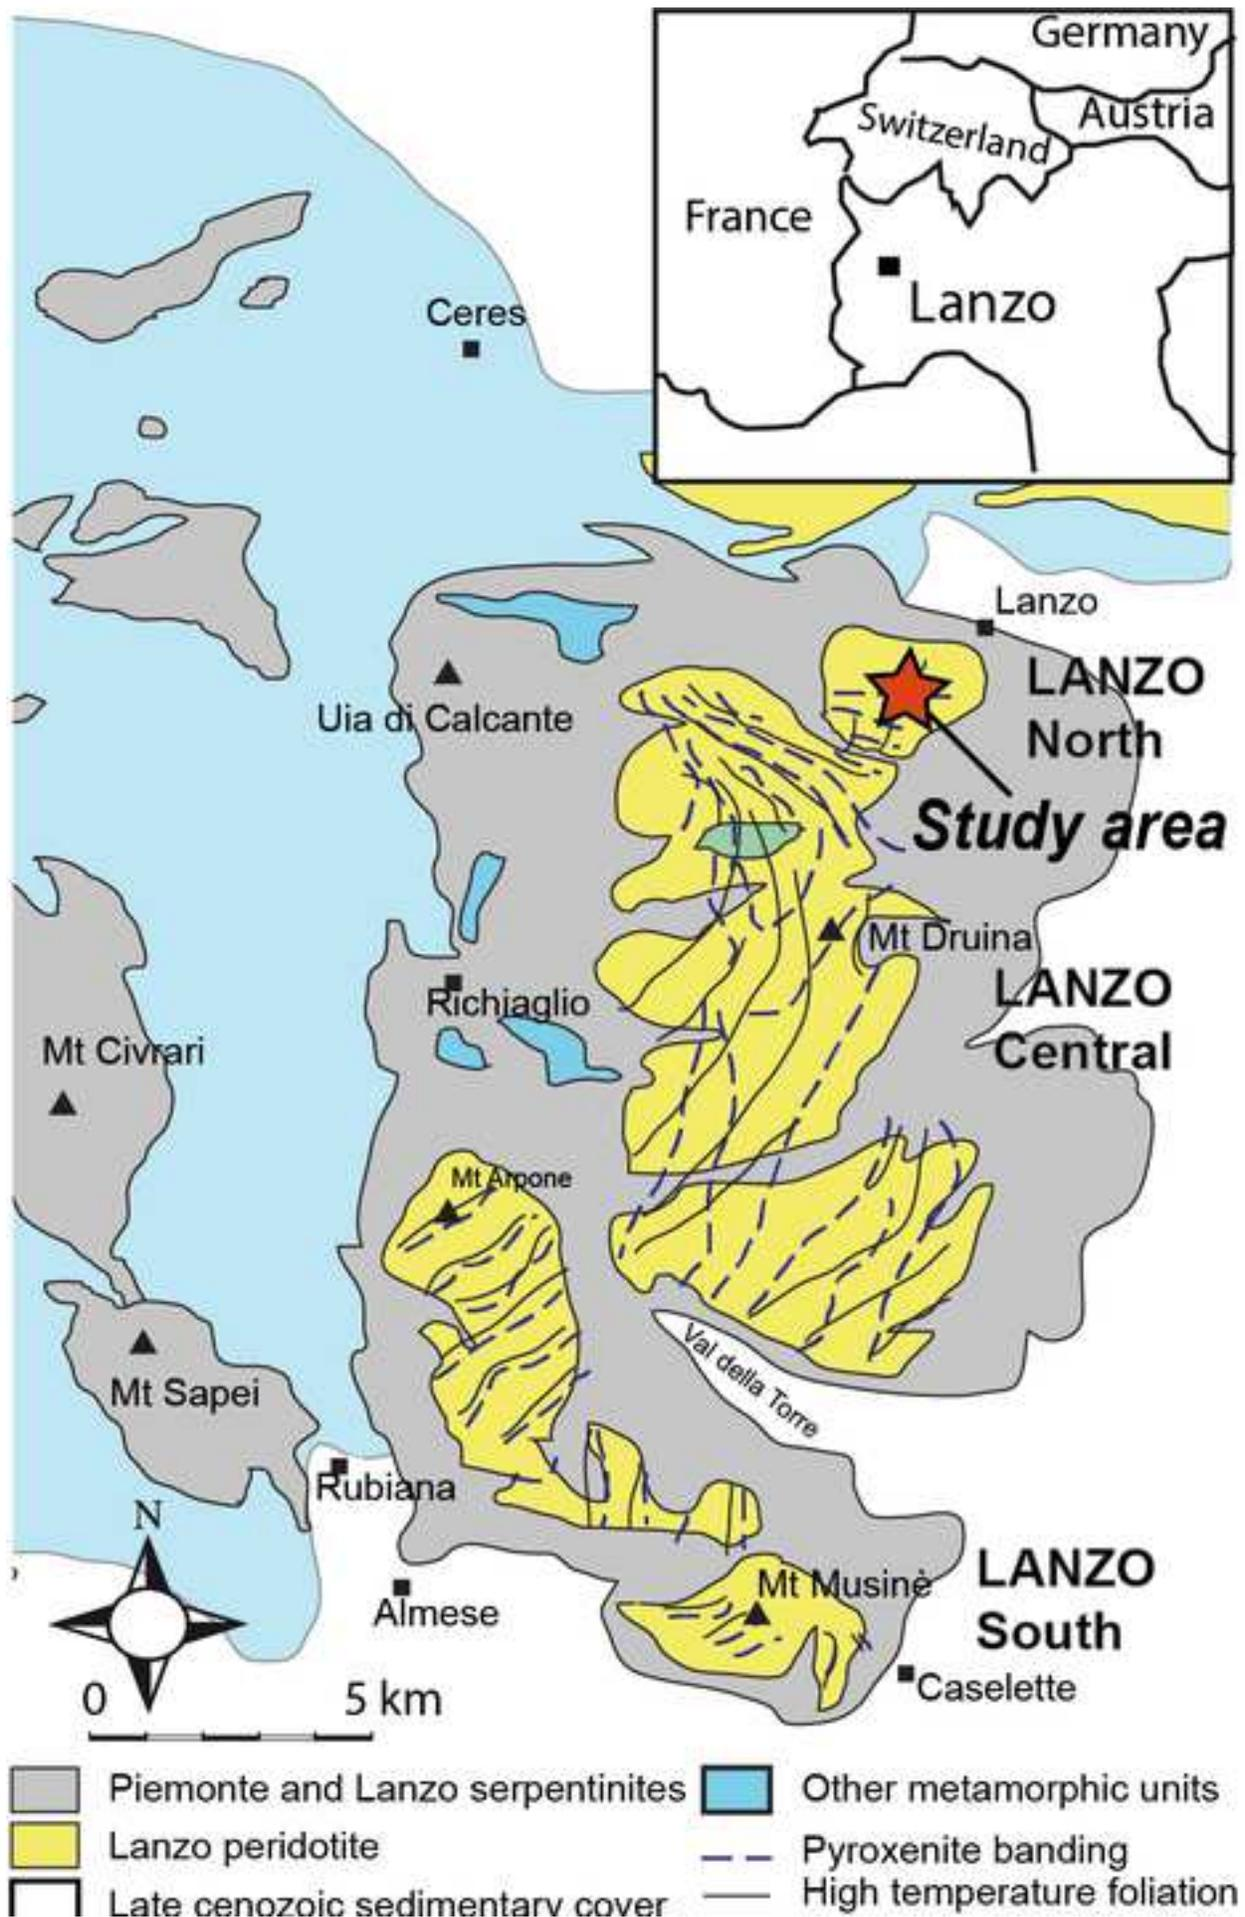 Germany
Switzerland
Austria
France
Lanzo
Ceres
Lanzo
LANZO
North
Uia di Calcante
Study area
Mt Druina
LANZO
Central
Richiaglio
Mt Civrari
Mt Arpone
Val della Torre
Mt Sapei
Rubiana
N
LANZO
South
Mt Musinè
Almese
Caselette
0 5 km
Piemonte and Lanzo serpentinites
Other metamorphic units
Lanzo peridotite
Pyroxenite banding
High temperature foliation
Late cenozoic sedimentary cover